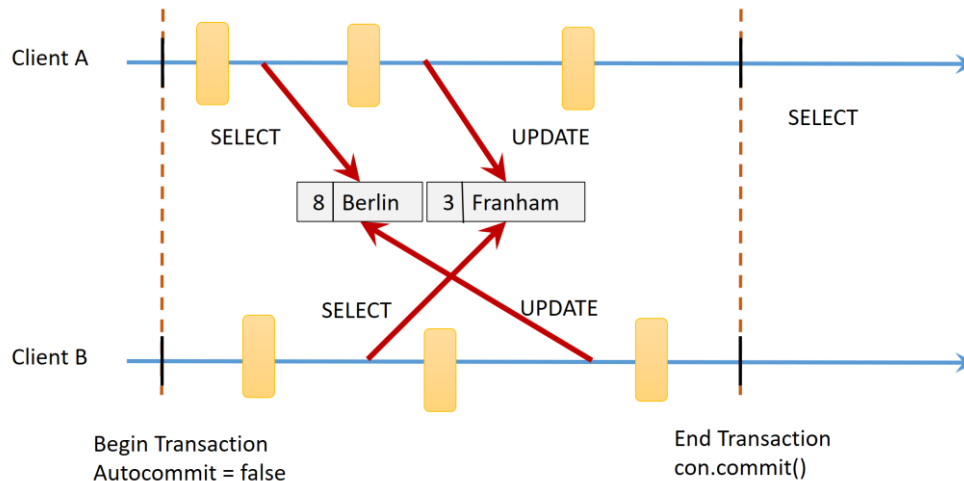 Client A
SELECT
UPDATE
SELECT
8 Berlin 3 Franham
SELECT
UPDATE
Client B
Begin Transaction
Autocommit = false
End Transaction
con.commit()